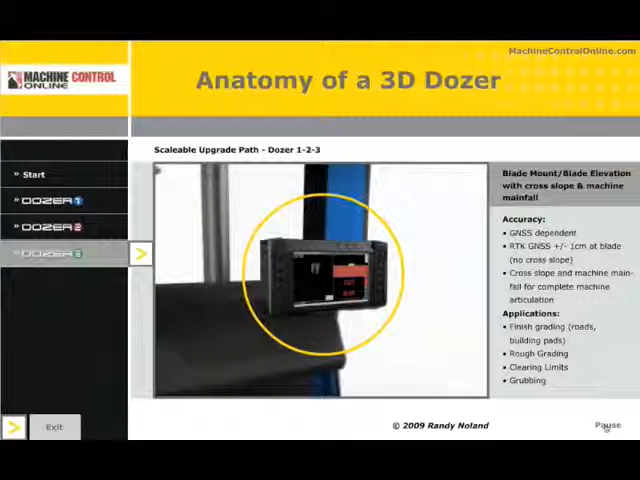 MachineControlOnline.com
MACHINE CONTROL
ONLINE
Anatomy of a 3D Dozer
Scaleable Upgrade Path - Dozer 1-2-3
» Start
» DOZER 1
» DOZER 2
» DOZER 3
Blade Mount/Blade Elevation
with cross slope & machine
mainfall
Accuracy:
• GNSS dependent
• RTK GNSS +/- 1cm at blade
(no cross slope)
• Cross slope and machine main-
fall for complete machine
articulation
Applications:
• Finish grading (roads,
building pads)
• Rough Grading
• Clearing Limits
• Grubbing
Exit
© 2009 Randy Noland
Pause